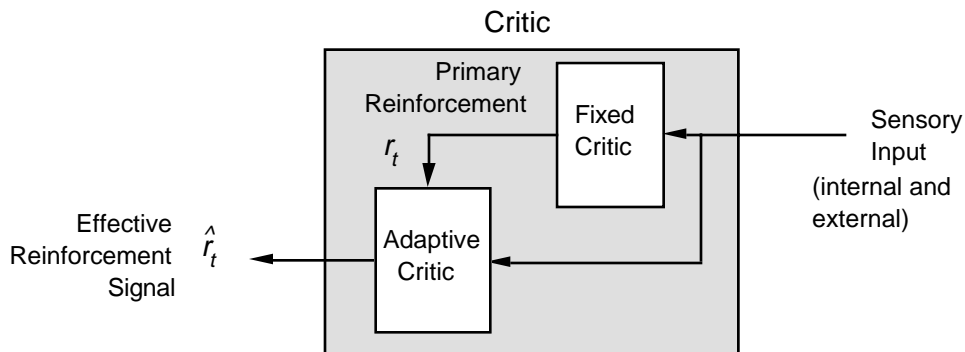 Critic
Primary
Reinforcement
r_t
Fixed
Critic
Sensory
Input
(internal and
external)
Adaptive
Critic
Effective
Reinforcement
Signal
r̂_t